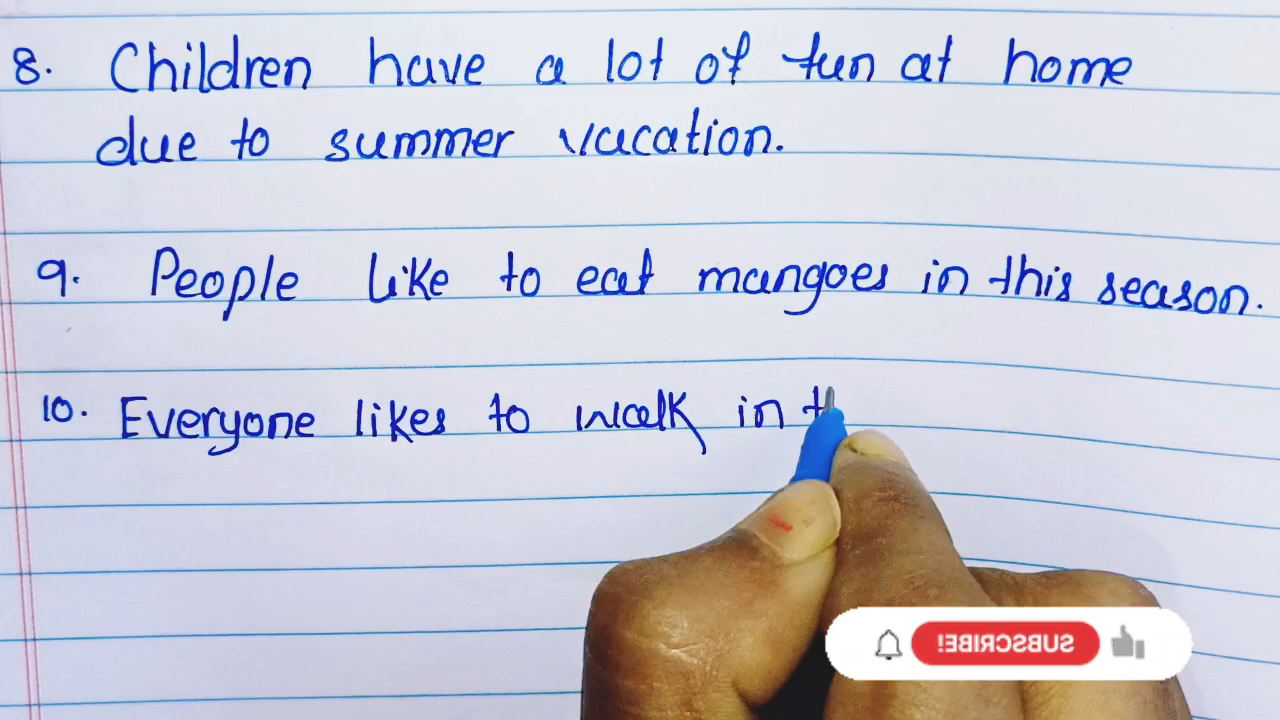 8. Children have a lot of fun at home
due to summer vacation.
9. People like to eat mangoes in this season.
10. Everyone likes to walk in t
SUBSCRIBE!